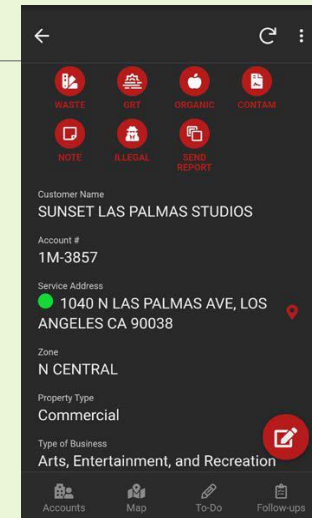 WASTE
GRT
ORGANIC
CONTAM
NOTE
ILLEGAL
SEND
REPORT
Customer Name
SUNSET LAS PALMAS STUDIOS
Account #
1M-3857
Service Address
1040 N LAS PALMAS AVE, LOS
ANGELES CA 90038
Zone
N CENTRAL
Property Type
Commercial
Type of Business
Arts, Entertainment, and Recreation
Accounts
Map
To-Do
Follow-ups